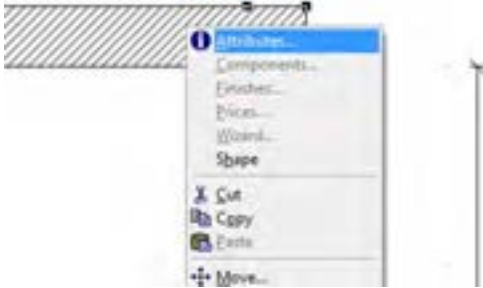 Attributes...
Components...
Finishes...
Prices...
Wizard...
Shape
Cut
Copy
Paste
Move...